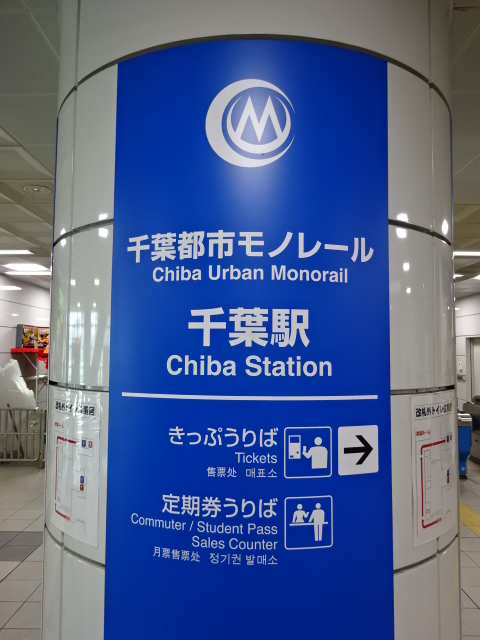 M
千葉都市モノレール
Chiba Urban Monorail
千葉駅
Chiba Station
きっぷうりば
Tickets
售票处 매표소
定期券うりば
Commuter / Student Pass
Sales Counter
月票售票处 정기권 발매소